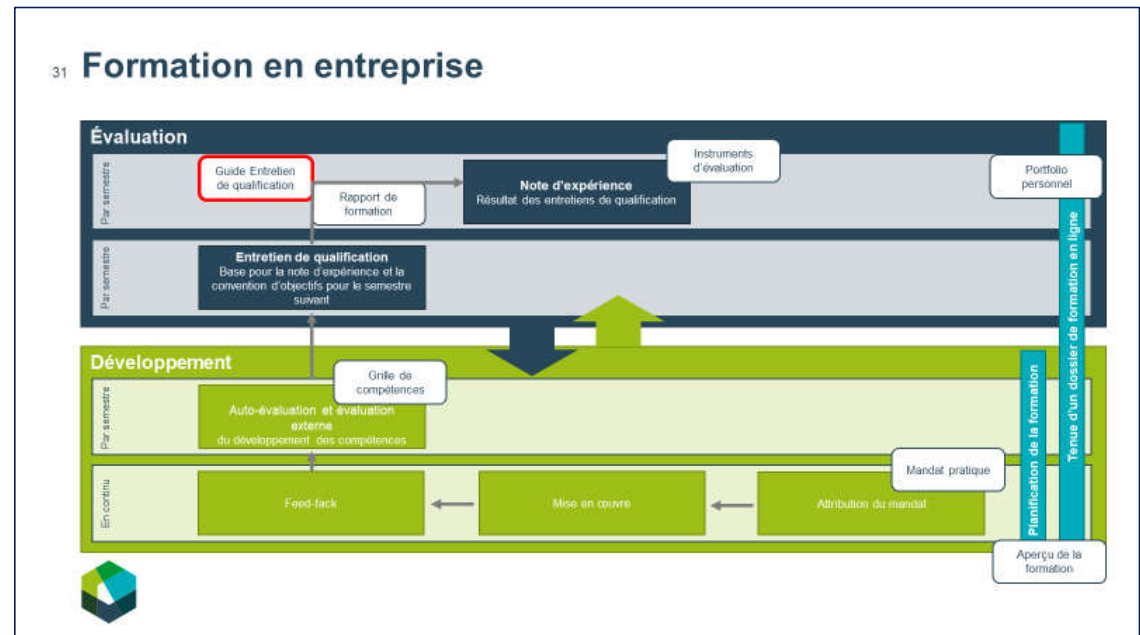 31 Formation en entreprise
Évaluation
Par semestre
Guide Entretien
de qualification
Rapport de
formation
Note d'expérience
Résultat des entretiens de qualification
Instruments
d'évaluation
Portfolio
personnel
Par semestre
Entretien de qualification
Base pour la note d'expérience et la
convention d'objectifs pour le semestre
suivant
Tenue d'un dossier de formation en ligne
Développement
Par semestre
Grille de
compétences
Auto-évaluation et évaluation
externe
du développement des compétences
Planification de la formation
En continu
Feed-fack
Mise en œuvre
Attribution du mandat
Mandat pratique
Aperçu de la
formation